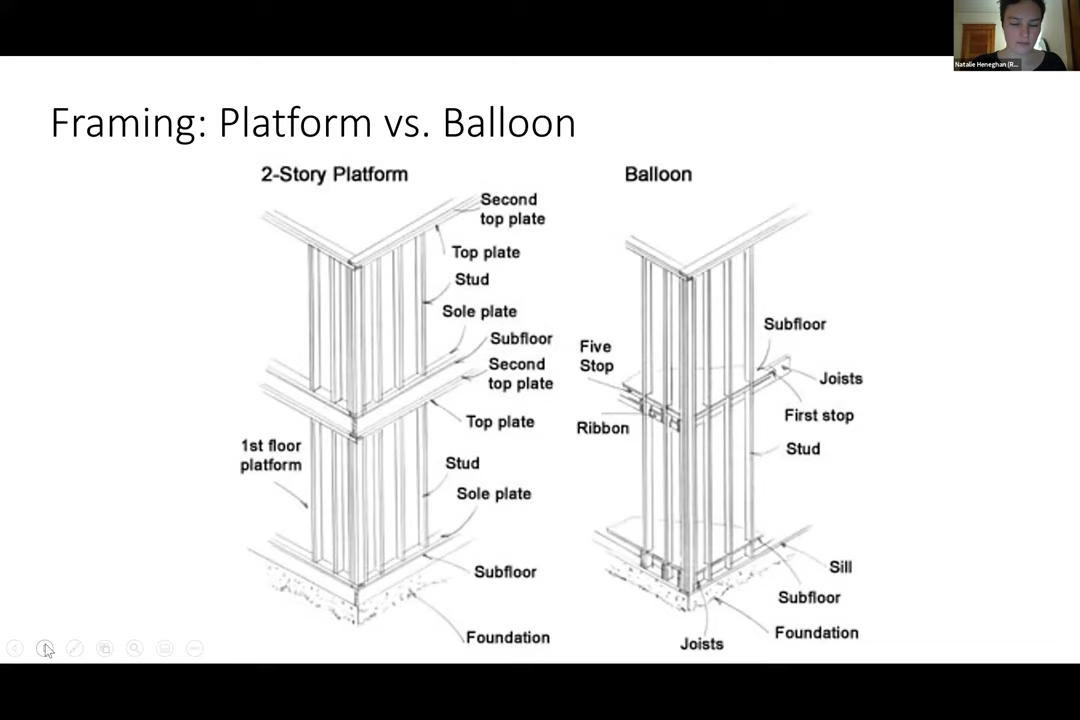 Natalie Heneghan (R...
Framing: Platform vs. Balloon
2-Story Platform
Second
top plate
Top plate
Stud
Sole plate
Subfloor
Second
top plate
Top plate
1st floor
platform
Stud
Sole plate
Subfloor
Foundation
Balloon
Subfloor
Five
Stop
Joists
First stop
Ribbon
Stud
Sill
Subfloor
Foundation
Joists